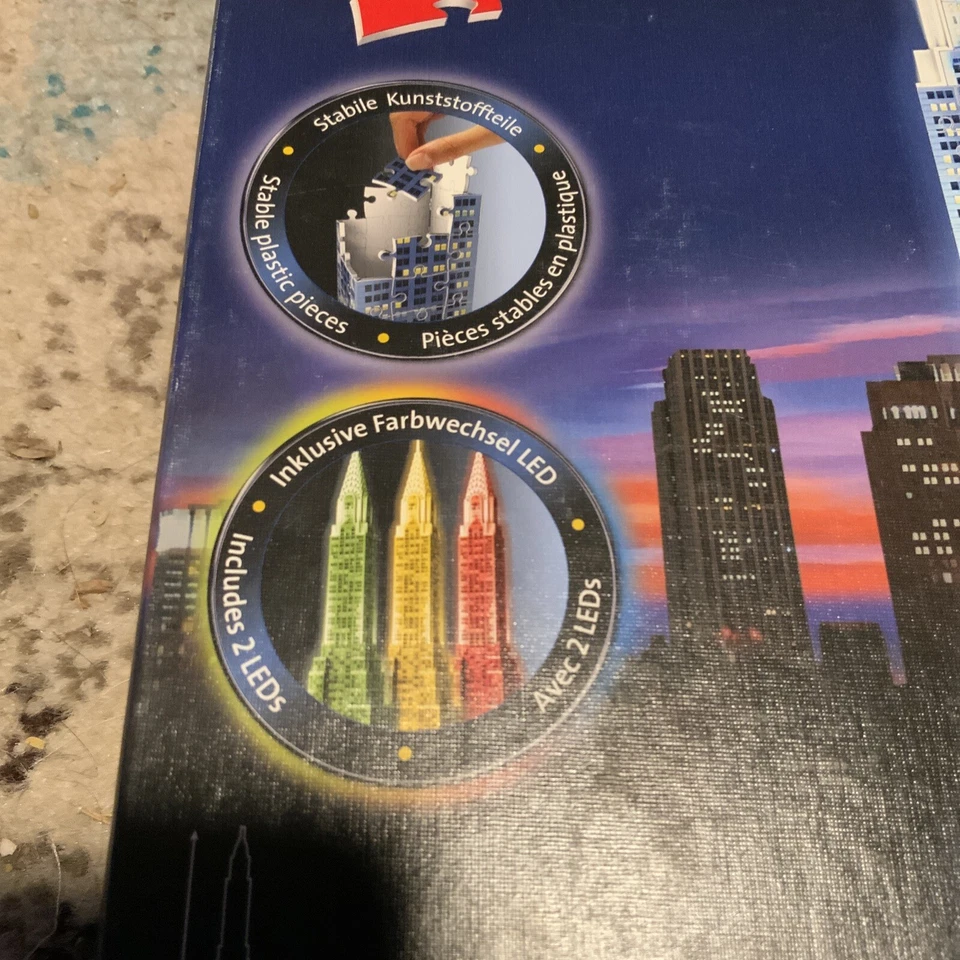 Stabile Kunststoffteile
Stable plastic pieces
Pièces stables en plastique
Inklusive Farbwechsel LED
Includes 2 LEDs
Avec 2 LEDs